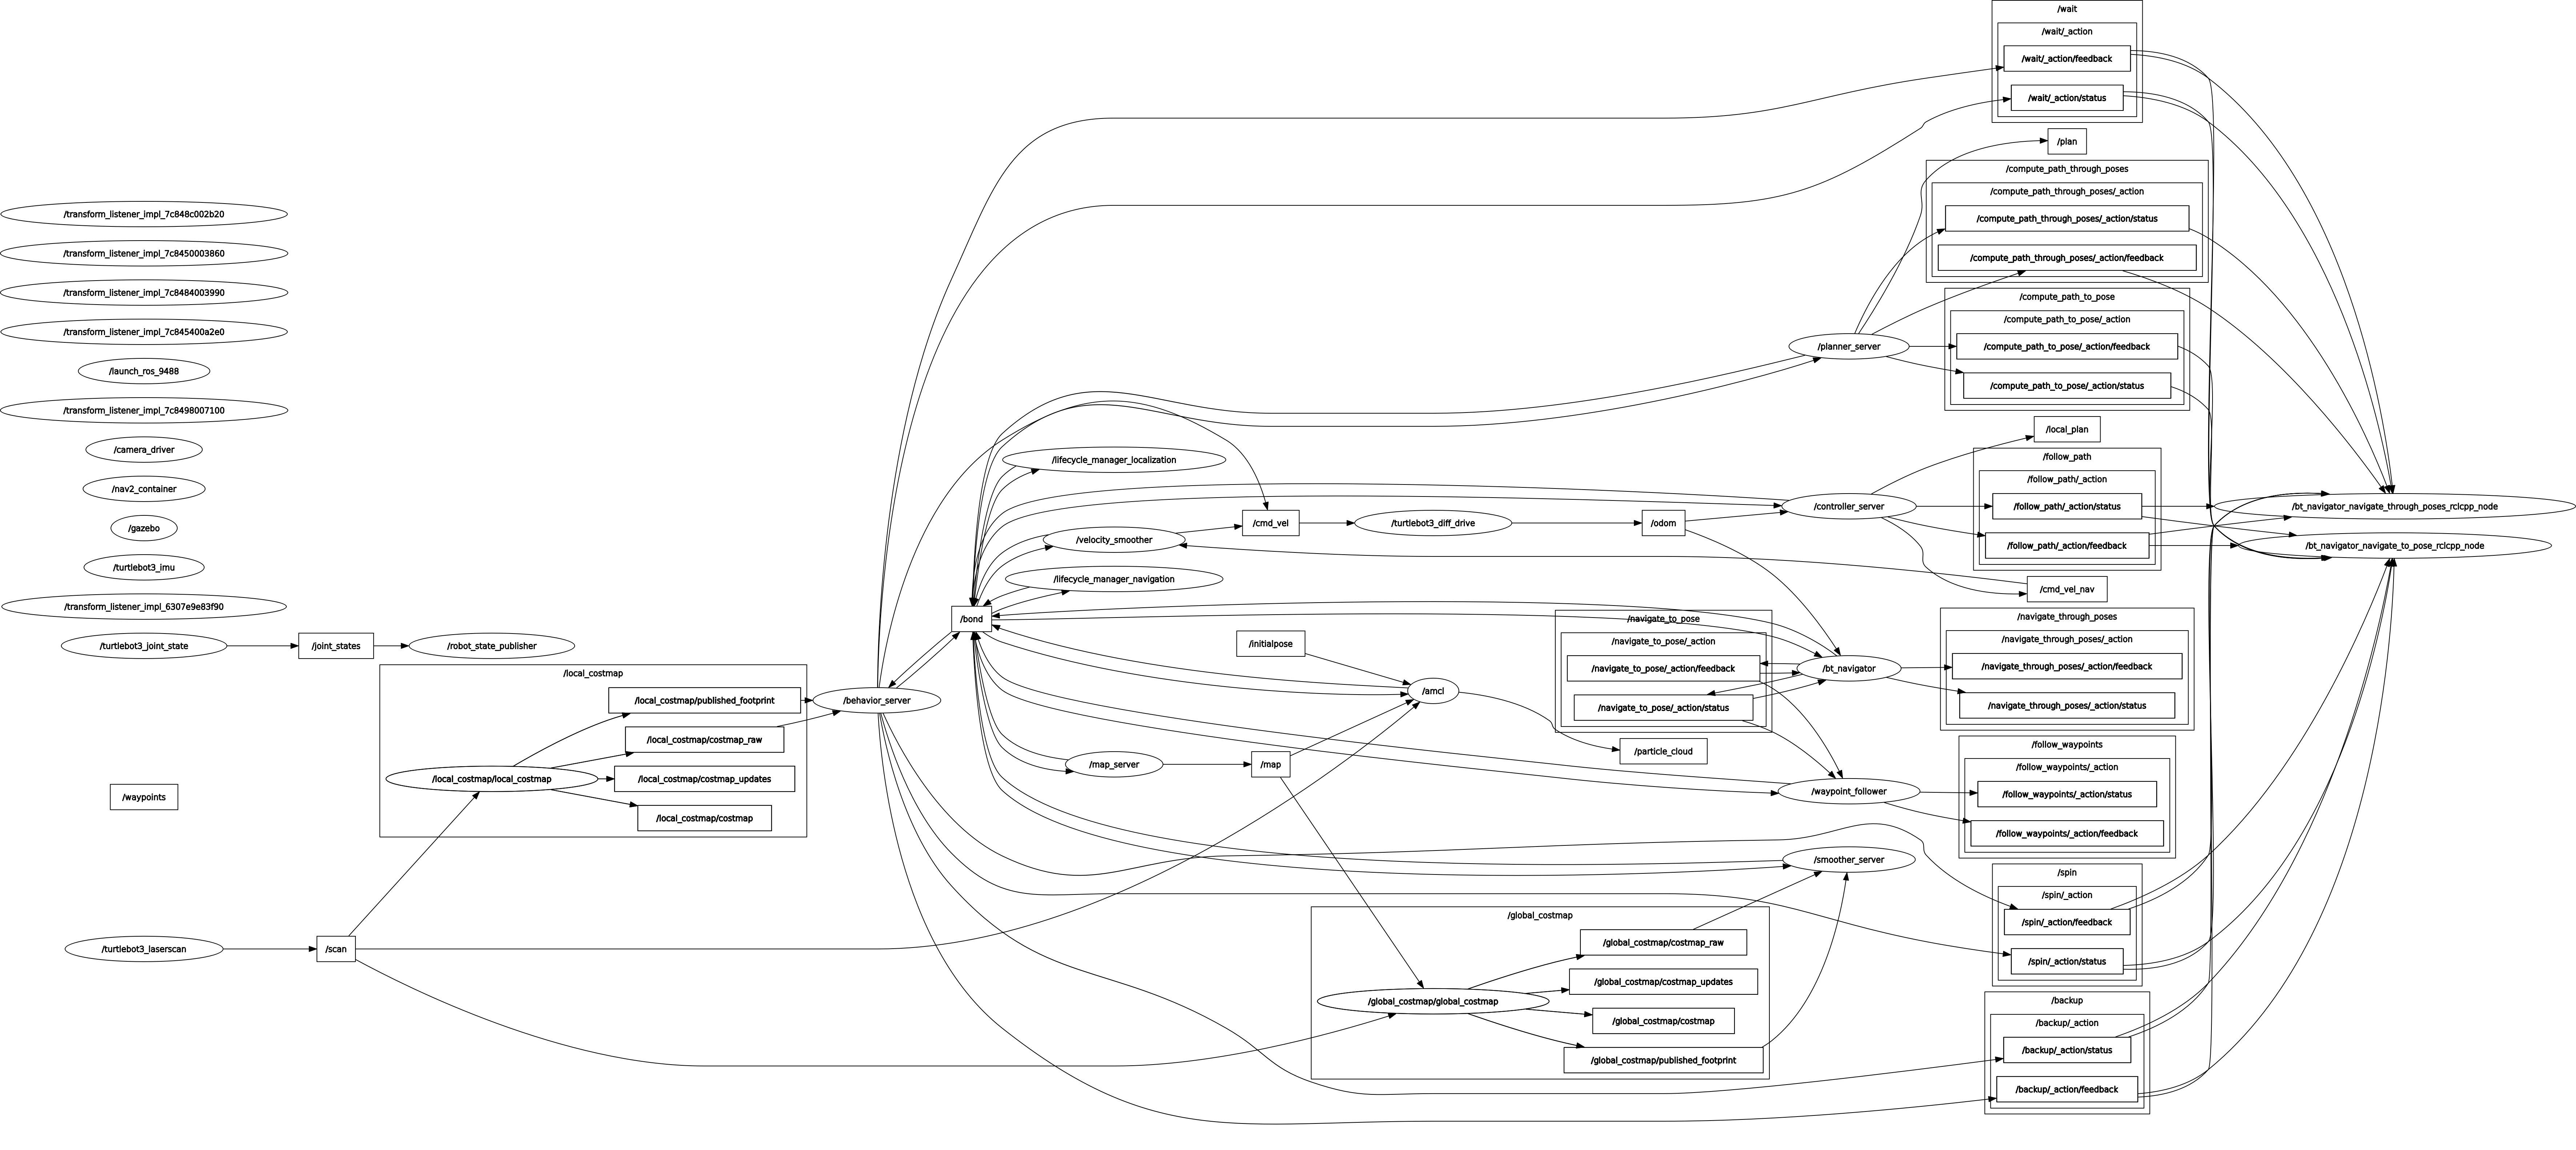 /wait
/wait/_action
/wait/_action/feedback
/wait/_action/status
/plan
/compute_path_through_poses
/compute_path_through_poses/_action
/compute_path_through_poses/_action/status
/compute_path_through_poses/_action/feedback
/transform_listener_impl_7c848c002b20
/transform_listener_impl_7c8450003860
/transform_listener_impl_7c8484003990
/transform_listener_impl_7c845400a2e0
/launch_ros_9488
/transform_listener_impl_7c8498007100
/camera_driver
/nav2_container
/gazebo
/turtlebot3_imu
/transform_listener_impl_6307e9e83f90
/turtlebot3_joint_state
/joint_states
/robot_state_publisher
/waypoints
/turtlebot3_laserscan
/scan
/local_costmap
/local_costmap/published_footprint
/local_costmap/costmap_raw
/local_costmap/local_costmap
/local_costmap/costmap_updates
/local_costmap/costmap
/behavior_server
/bond
/lifecycle_manager_localization
/velocity_smoother
/lifecycle_manager_navigation
/map_server
/cmd_vel
/turtlebot3_diff_drive
/odom
/initialpose
/amcl
/map
/particle_cloud
/navigate_to_pose
/navigate_to_pose/_action
/navigate_to_pose/_action/feedback
/navigate_to_pose/_action/status
/global_costmap
/global_costmap/costmap_raw
/global_costmap/costmap_updates
/global_costmap/global_costmap
/global_costmap/costmap
/global_costmap/published_footprint
/planner_server
/controller_server
/bt_navigator
/waypoint_follower
/smoother_server
/compute_path_to_pose
/compute_path_to_pose/_action
/compute_path_to_pose/_action/feedback
/compute_path_to_pose/_action/status
/local_plan
/follow_path
/follow_path/_action
/follow_path/_action/status
/follow_path/_action/feedback
/cmd_vel_nav
/navigate_through_poses
/navigate_through_poses/_action
/navigate_through_poses/_action/feedback
/navigate_through_poses/_action/status
/follow_waypoints
/follow_waypoints/_action
/follow_waypoints/_action/status
/follow_waypoints/_action/feedback
/spin
/spin/_action
/spin/_action/feedback
/spin/_action/status
/backup
/backup/_action
/backup/_action/status
/backup/_action/feedback
/bt_navigator_navigate_through_poses_rclcpp_node
/bt_navigator_navigate_to_pose_rclcpp_node